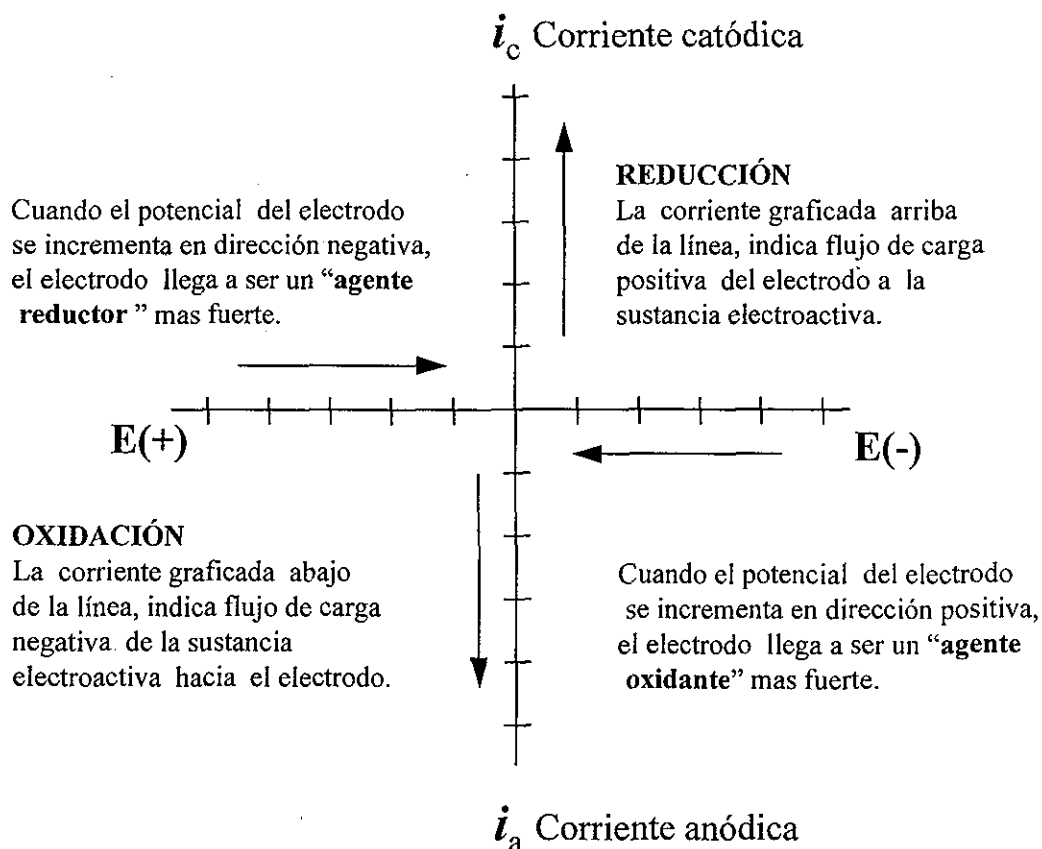 i_c Corriente catódica
Cuando el potencial del electrodo
se incrementa en dirección negativa,
el electrodo llega a ser un “agente
reductor ” mas fuerte.
REDUCCIÓN
La corriente graficada arriba
de la línea, indica flujo de carga
positiva del electrodo a la
sustancia electroactiva.
E(+)
E(-)
OXIDACIÓN
La corriente graficada abajo
de la línea, indica flujo de carga
negativa. de la sustancia
electroactiva hacia el electrodo.
Cuando el potencial del electrodo
se incrementa en dirección positiva,
el electrodo llega a ser un “agente
oxidante” mas fuerte.
i_a Corriente anódica